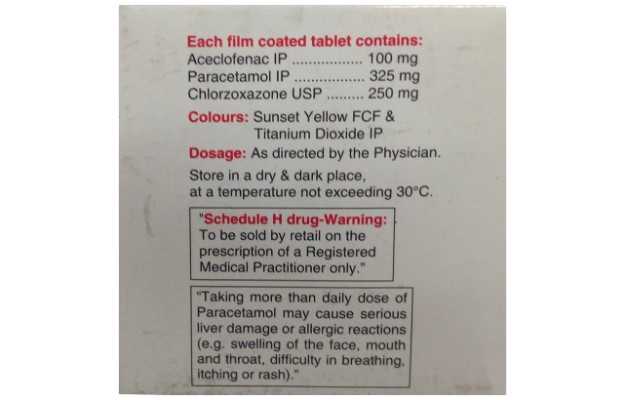 Each film coated tablet contains:
Aceclofenac IP ................. 100 mg
Paracetamol IP ................. 325 mg
Chlorzoxazone USP ......... 250 mg
Colours: Sunset Yellow FCF &
Titanium Dioxide IP
Dosage: As directed by the Physician.
Store in a dry & dark place,
at a temperature not exceeding 30°C.
"Schedule H drug-Warning:
To be sold by retail on the
prescription of a Registered
Medical Practitioner only."
"Taking more than daily dose of
Paracetamol may cause serious
liver damage or allergic reactions
(e.g. swelling of the face, mouth
and throat, difficulty in breathing,
itching or rash)."